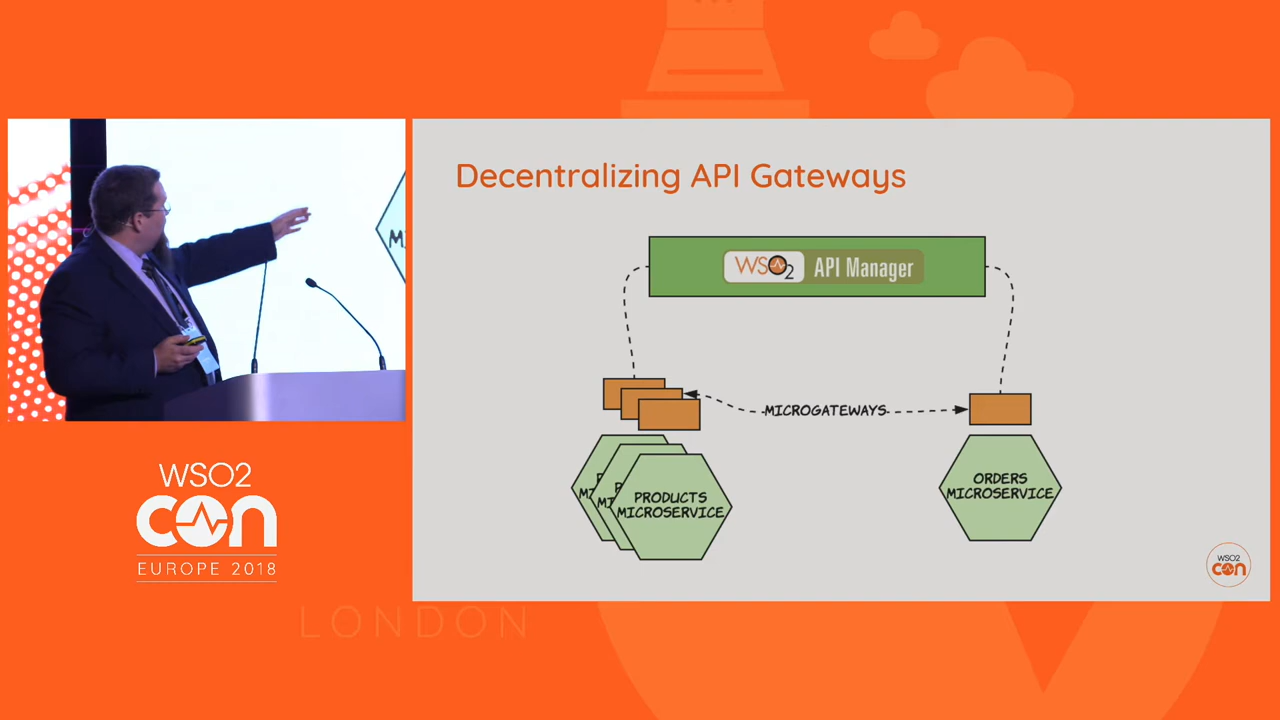 Decentralizing API Gateways
WSO2 API Manager
MICROGATEWAYS
PRODUCTS
MICROSERVICE
ORDERS
MICROSERVICE
WSO2
CON
EUROPE 2018
LONDON
WSO2
CON